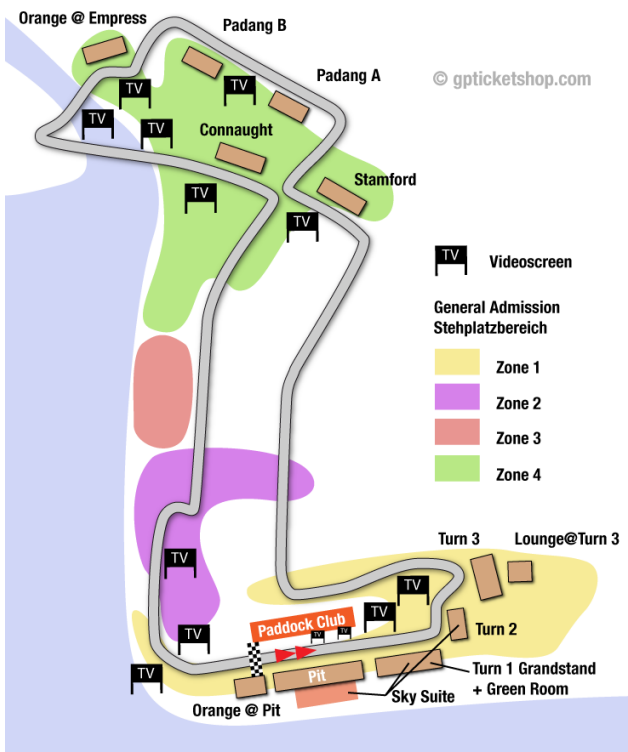 Orange @ Empress
Padang B
Padang A
© gpticketshop.com
TV
TV
TV
TV
Connaught
Stamford
TV
TV
TV
Videoscreen
General Admission
Stehplatzbereich
Zone 1
Zone 2
Zone 3
Zone 4
Turn 3
Lounge@Turn 3
TV
TV
TV
Paddock Club
TV
TV
TV
Turn 2
TV
Pit
Turn 1 Grandstand
+ Green Room
Sky Suite
Orange @ Pit